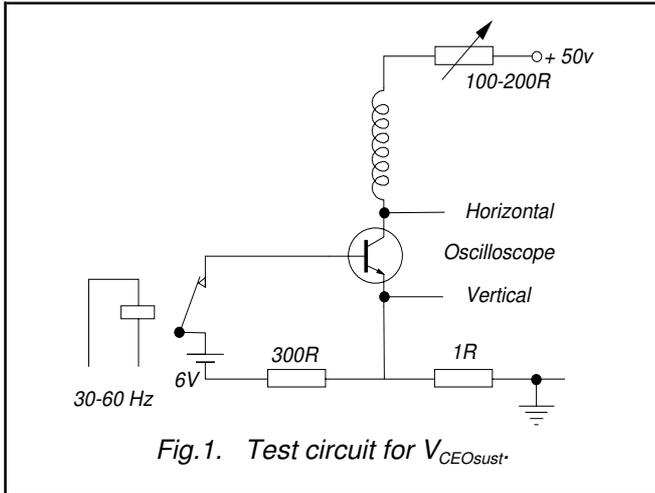 + 50v
100-200R
Horizontal
Oscilloscope
Vertical
300R
1R
6V
30-60 Hz
Fig.1. Test circuit for VCEOsust.